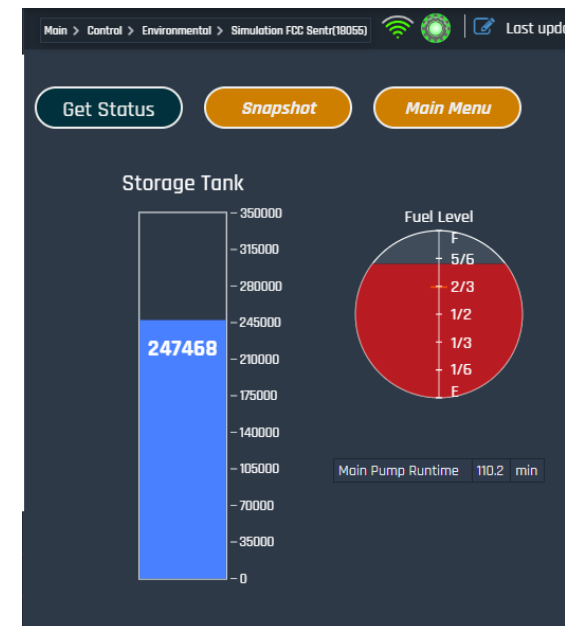 Main > Control > Environmental > Simulation FCC Sentr(18055)
Last upd
Get Status
Snapshot
Main Menu
Storage Tank
350000
315000
280000
245000
210000
175000
140000
105000
70000
35000
0
247468
Fuel Level
F
5/6
2/3
1/2
1/3
1/6
E
Main Pump Runtime 110.2 min